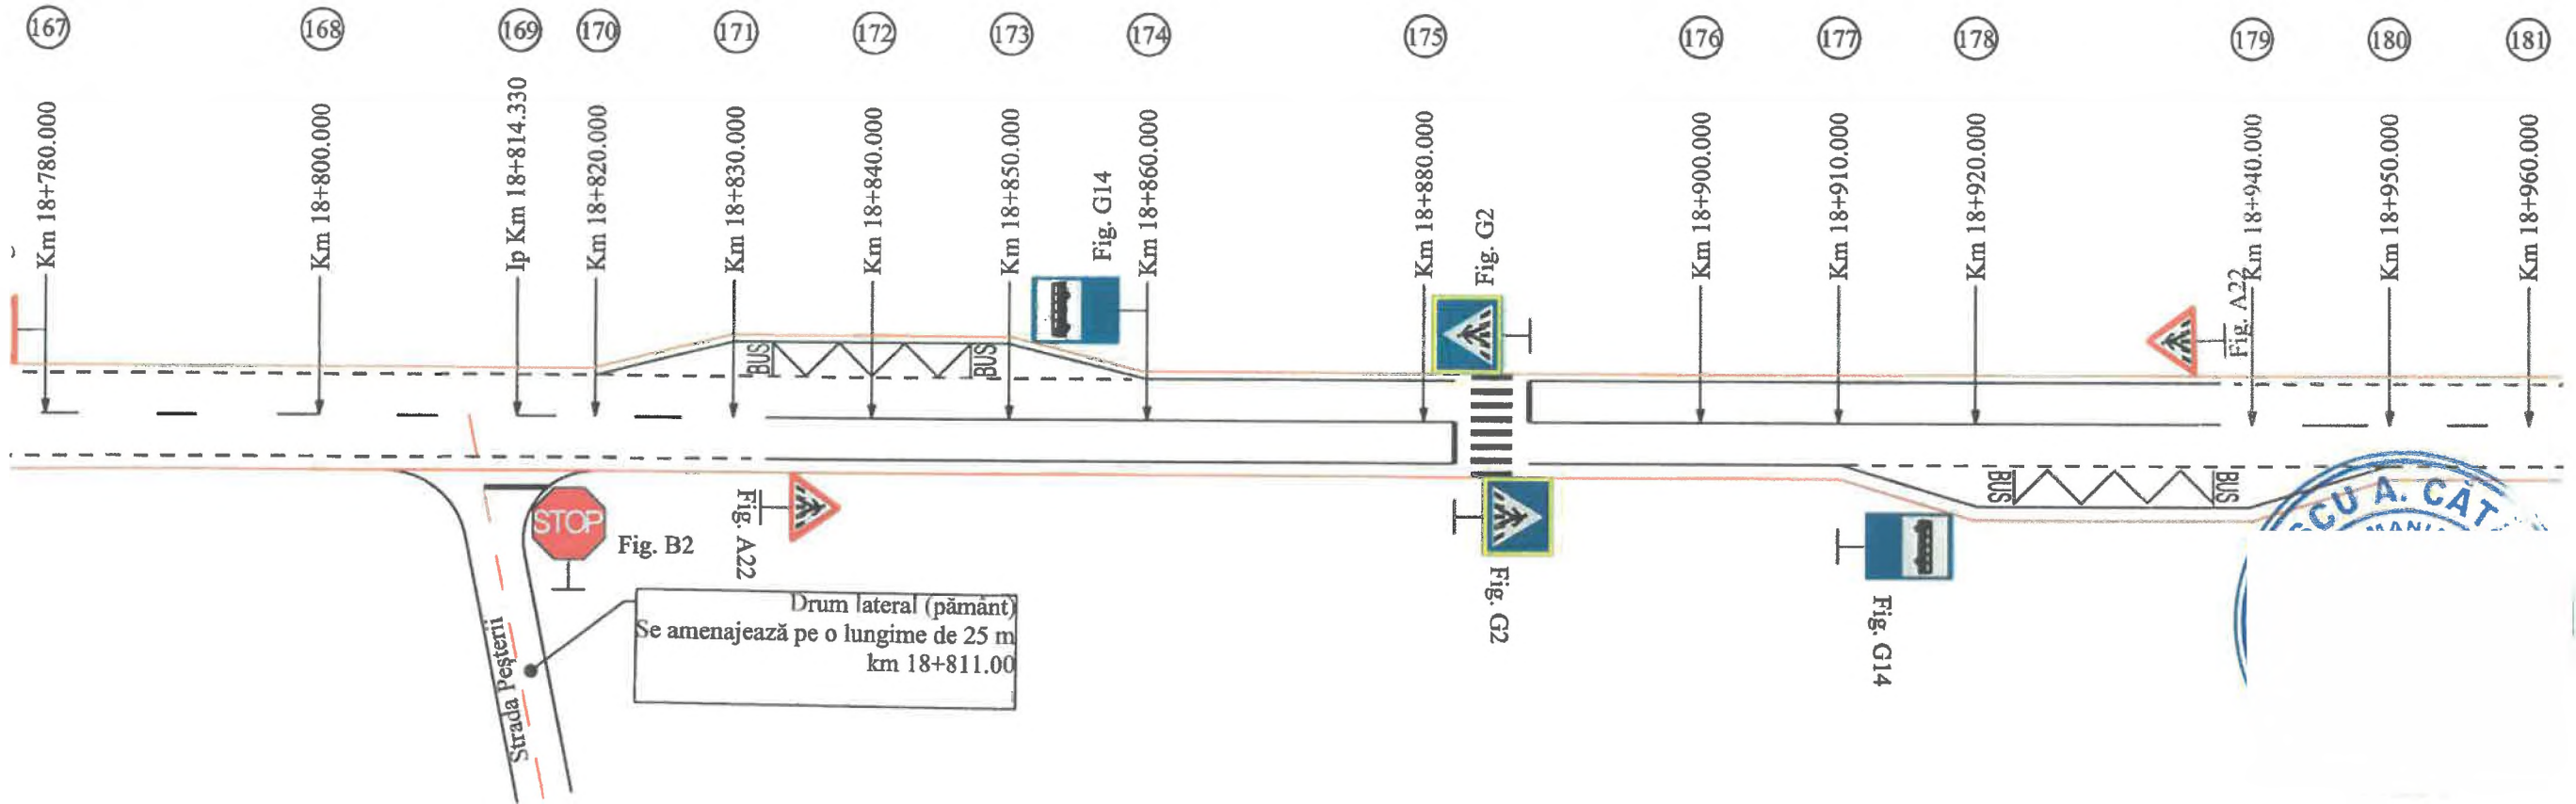 167
168
169
170
171
172
173
174
175
176
177
178
179
180
181
Km 18+780.000
Km 18+800.000
Ip Km 18+814.330
Km 18+820.000
Km 18+830.000
Km 18+840.000
Km 18+850.000
Fig. G14
Km 18+860.000
Km 18+880.000
Fig. G2
Km 18+900.000
Km 18+910.000
Km 18+920.000
Fig. A22
Km 18+940.000
Km 18+950.000
Km 18+960.000
BUS
BUS
BUS
BUS
STOP
Fig. B2
Fig. A22
Fig. G2
Fig. G14
Strada Peșterii
Drum lateral (pământ)
Se amenajează pe o lungime de 25 m
km 18+811.00
SCU A. CĂT